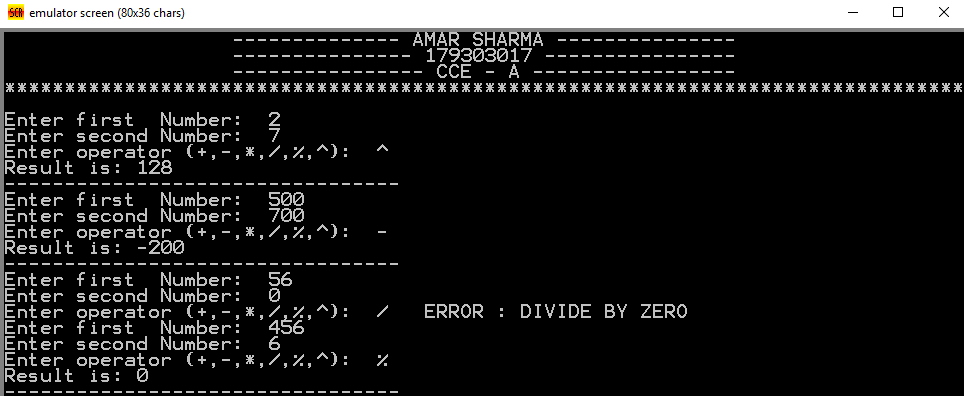 emulator screen (80x36 chars)
-------------- AMAR SHARMA ---------------
--------------- 179303017 ----------------
---------------- CCE - A -----------------
********************************************************************************
Enter first  Number:  2
Enter second Number:  7
Enter operator (+,-,*,/,%,^):  ^
Result is: 128
---------------------------------
Enter first  Number:  500
Enter second Number:  700
Enter operator (+,-,*,/,%,^):  -
Result is: -200
---------------------------------
Enter first  Number:  56
Enter second Number:  0
Enter operator (+,-,*,/,%,^):  /   ERROR : DIVIDE BY ZERO
Enter first  Number:  456
Enter second Number:  6
Enter operator (+,-,*,/,%,^):  %
Result is: 0
---------------------------------